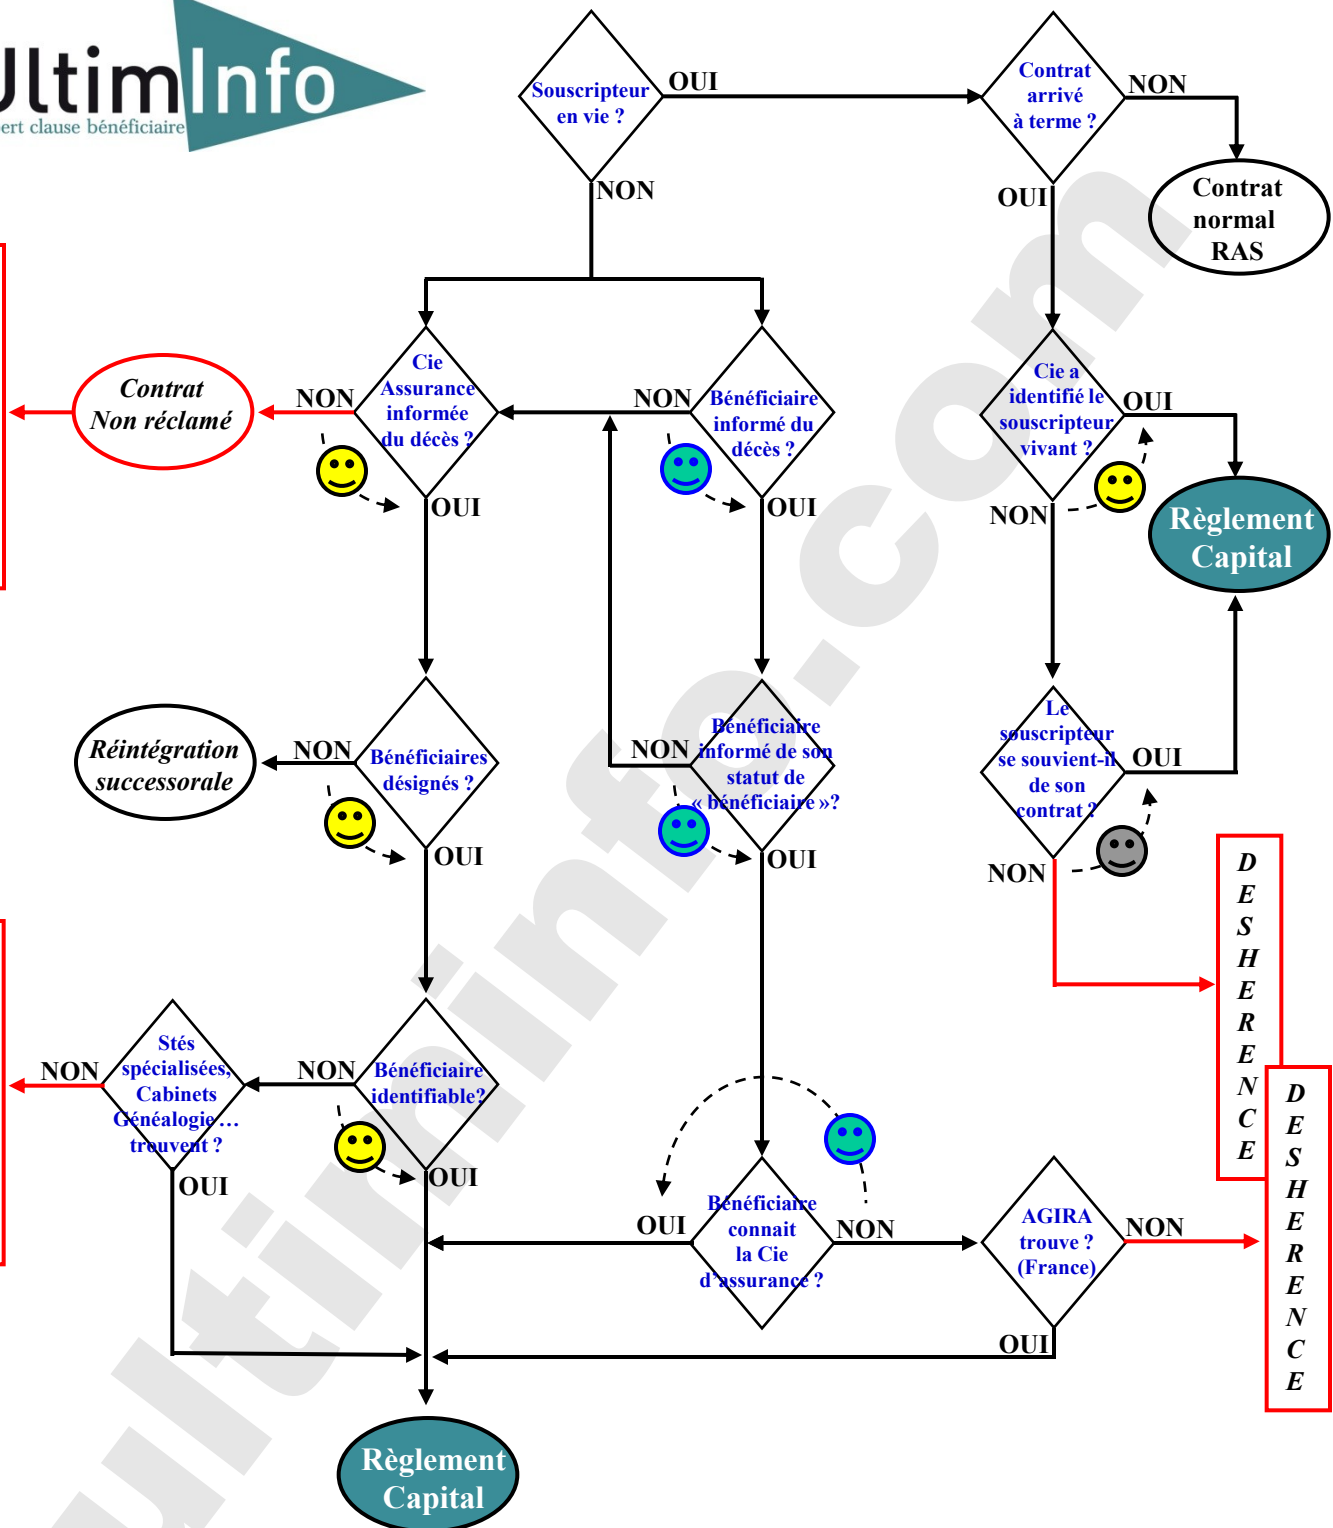 UltimInfo
ert clause bénéficiaire
Souscripteur
en vie ?
OUI
NON
Contrat
arrivé
à terme ?
NON
OUI
Contrat
normal
RAS
Cie
Assurance
informée
du décès ?
NON
OUI
Contrat
Non réclamé
Bénéficiaire
informé du
décès ?
NON
OUI
Cie a
identifié le
souscripteur
vivant ?
OUI
NON
Règlement
Capital
Réintégration
successorale
NON
Bénéficiaires
désignés ?
OUI
NON
Bénéficiaire
informé de son
statut de
« bénéficiaire »?
OUI
Le
souscripteur
se souvient-il
de son
contrat ?
OUI
NON
D
E
S
H
E
R
E
N
C
E
NON
Stés
spécialisées,
Cabinets
Généalogie ...
trouvent ?
OUI
NON
Bénéficiaire
identifiable?
OUI
OUI
Bénéficiaire
connait
la Cie
d'assurance ?
NON
AGIRA
trouve ?
(France)
NON
OUI
D
E
S
H
E
R
E
N
C
E
Règlement
Capital
ultiminfo.com